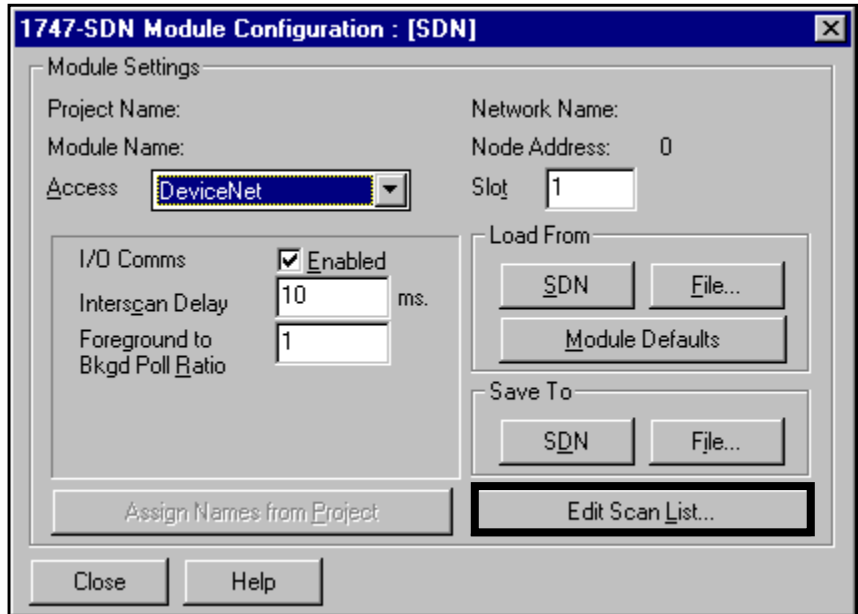 1747-SDN Module Configuration : [SDN]
Module Settings
Project Name:
Network Name:
Module Name:
Node Address: 0
Access DeviceNet
Slot 1
I/O Comms Enabled
Interscan Delay 10 ms.
Foreground to
Bkgd Poll Ratio 1
Load From
SDN File...
Module Defaults
Save To
SDN File...
Assign Names from Project
Edit Scan List...
Close Help